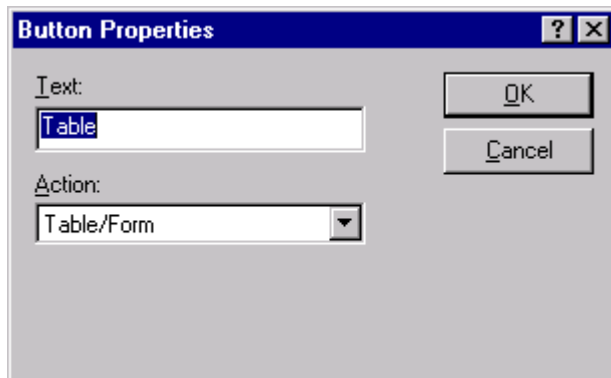 Button Properties
Text:
Table
OK
Cancel
Action:
Table/Form